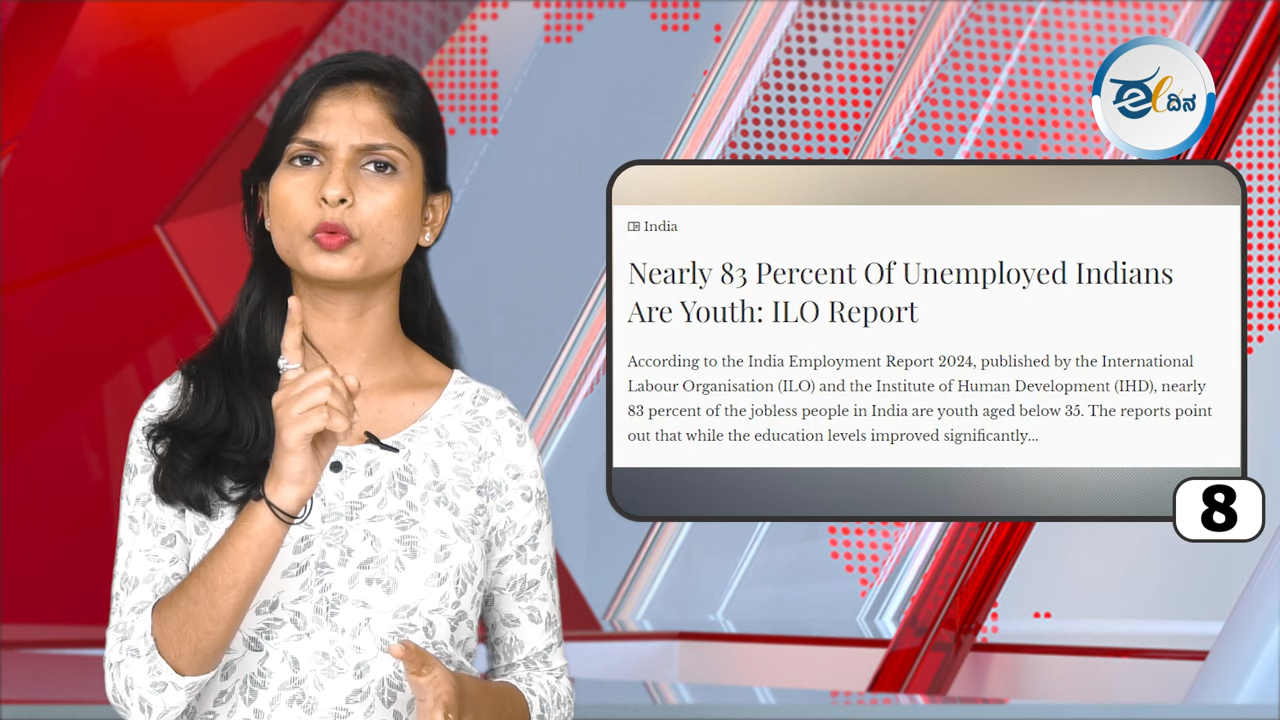 eಲ ದಿನ
India
Nearly 83 Percent Of Unemployed Indians
Are Youth: ILO Report
According to the India Employment Report 2024, published by the International
Labour Organisation (ILO) and the Institute of Human Development (IHD), nearly
83 percent of the jobless people in India are youth aged below 35. The reports point
out that while the education levels improved significantly...
8